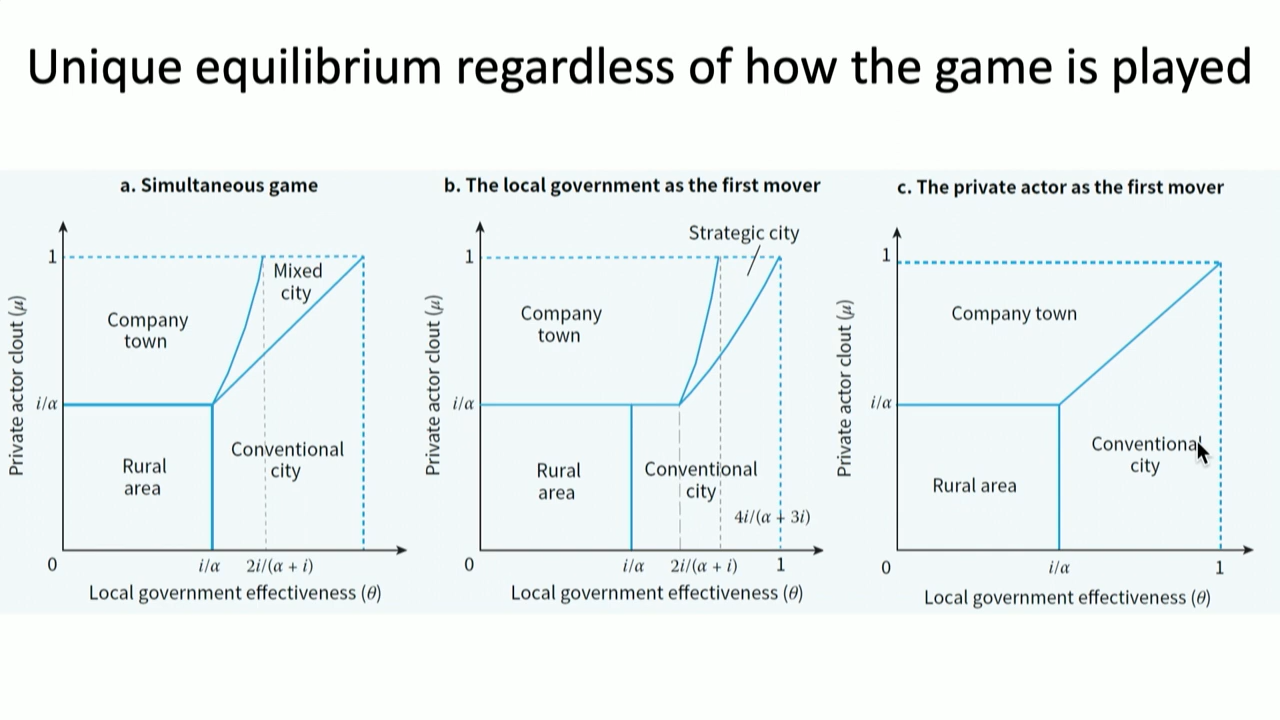 Unique equilibrium regardless of how the game is played
a. Simultaneous game
1
Mixed
city
Company
town
i/α
Rural
area
Conventional
city
0
i/α
2i/(α + i)
Private actor clout (μ)
Local government effectiveness (θ)
b. The local government as the first mover
Strategic city
1
Company
town
i/α
Rural
area
Conventional
city
4i/(α + 3i)
0
i/α
2i/(α + i)
1
Private actor clout (μ)
Local government effectiveness (θ)
c. The private actor as the first mover
1
Company town
i/α
Conventional
city
Rural area
0
i/α
1
Private actor clout (μ)
Local government effectiveness (θ)